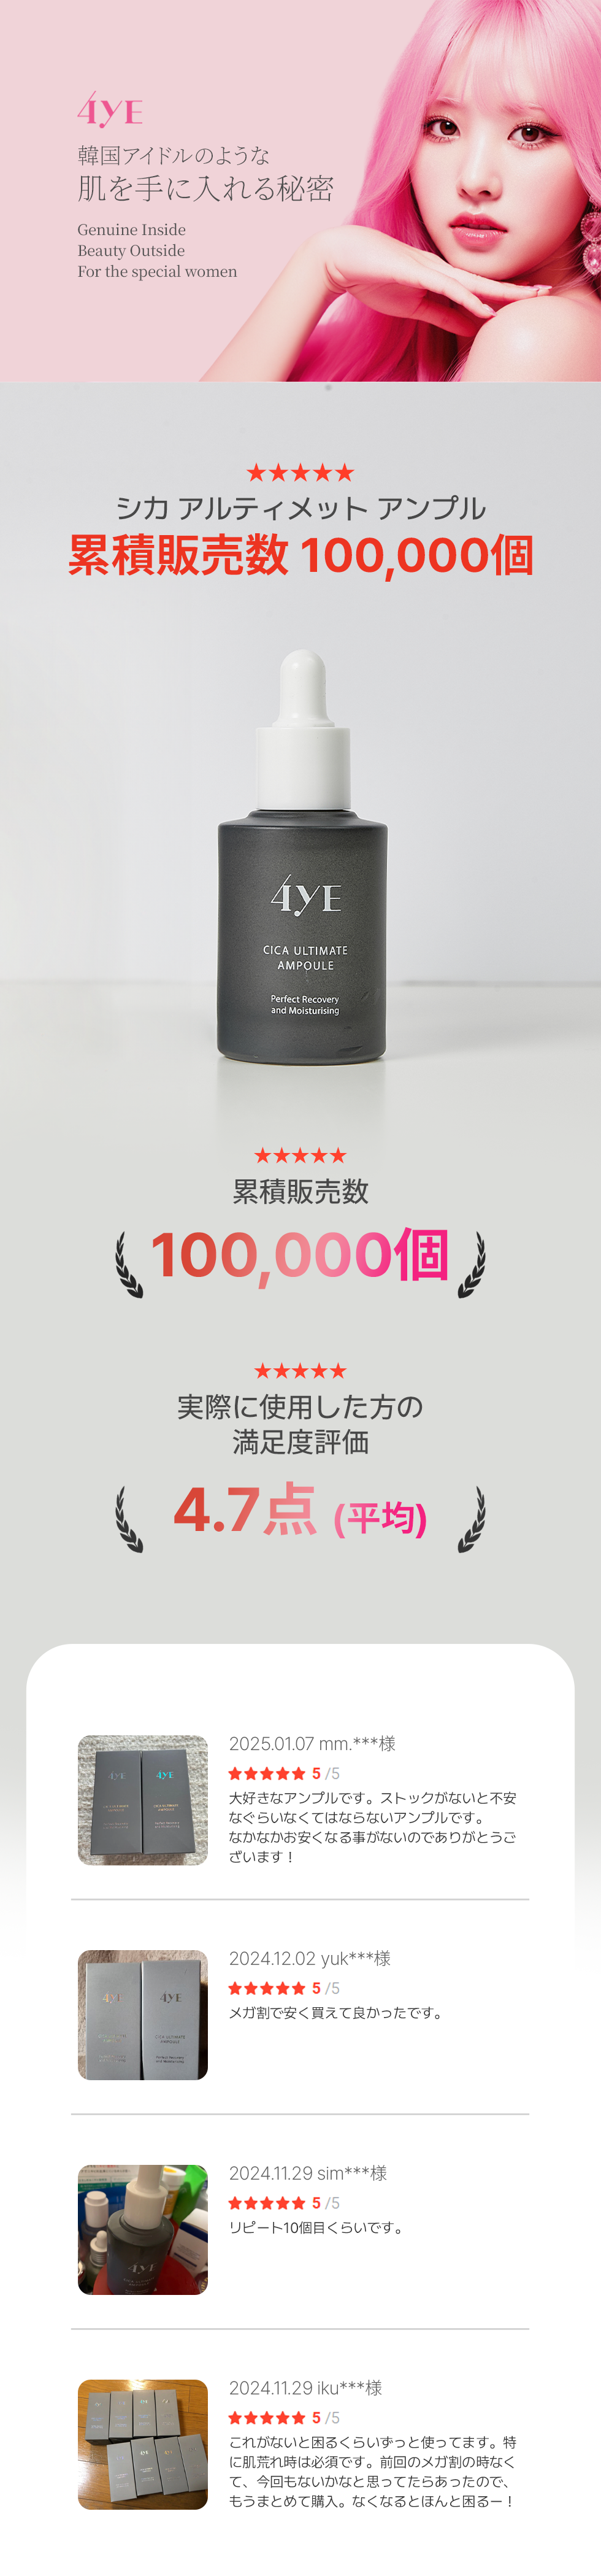 4YE
韓国アイドルのような
肌を手に入れる秘密
Genuine Inside
Beauty Outside
For the special women
★★★★★
シカ アルティメット アンプル
累積販売数 100,000個
4YE
CICA ULTIMATE
AMPOULE
Perfect Recovery
and Moisturising
★★★★★
累積販売数
100,000個
★★★★★
実際に使用した方の
満足度評価
4.7点 (平均)
2025.01.07 mm.***様
★★★★★ 5 /5
大好きなアンプルです。ストックがないと不安
なぐらいなくてはならないアンプルです。
なかなかお安くなる事がないのでありがとうご
ざいます！
4YE
4YE
2024.12.02 yuk***様
★★★★★ 5 /5
メガ割で安く買えて良かったです。
4YE
4YE
CICA ULTIMATE
AMPOULE
2024.11.29 sim***様
★★★★★ 5 /5
リピート10個目くらいです。
4YE
2024.11.29 iku***様
★★★★★ 5 /5
これがないと困るくらいずっと使ってます。特
に肌荒れ時は必須です。前回のメガ割の時なく
て、今回もないかなと思ってたらあったので、
もうまとめて購入。なくなるとほんと困るー！